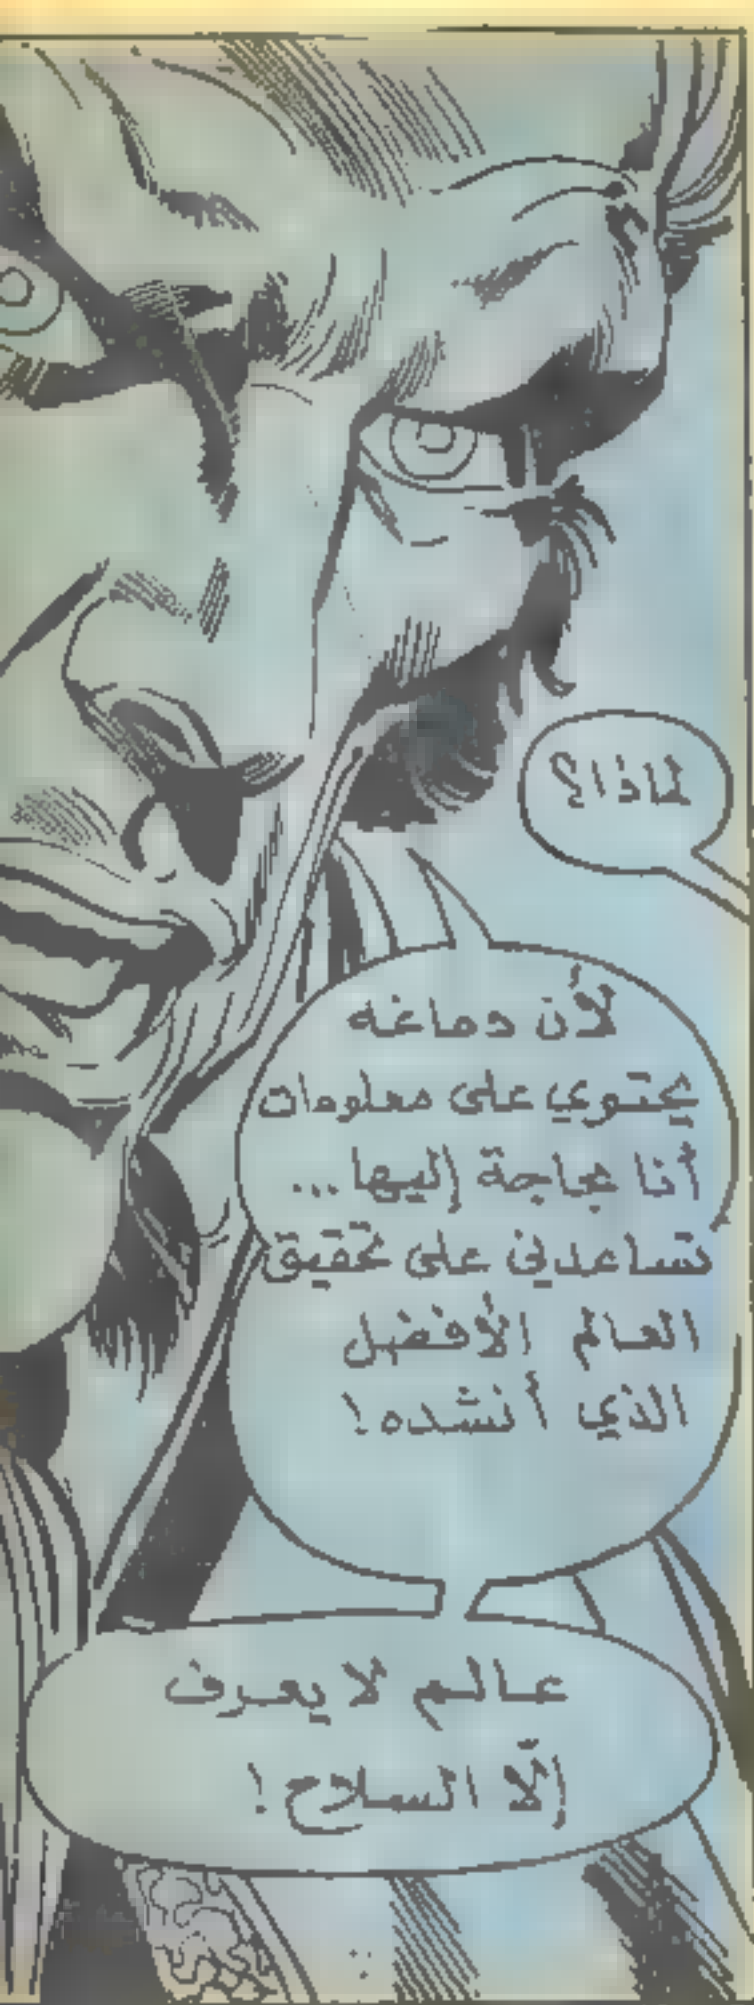 لماذا؟
لأن دماغه
يحتوي على معلومات
أنا بحاجة إليها...
تساعدني على تحقيق
العالم الأفضل
الذي أنشده!
عالم لا يعرف
إلّا السلاح!